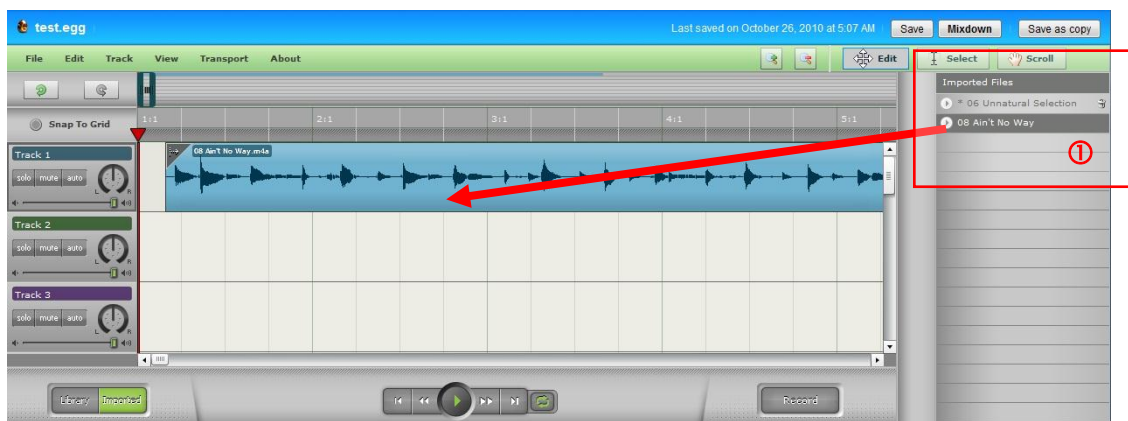 test.egg Last saved on October 26, 2010 at 5:07 AM Save Mixdown Save as copy
File Edit Track View Transport About Edit Select Scroll
Imported Files
* 06 Unnatural Selection
08 Ain't No Way
①
Snap To Grid
1:1 2:1 3:1 4:1 5:1
Track 1
08 Ain't No Way.m4a
solo mute auto
L R
Track 2
solo mute auto
L R
Track 3
solo mute auto
L R
Library Imported Record